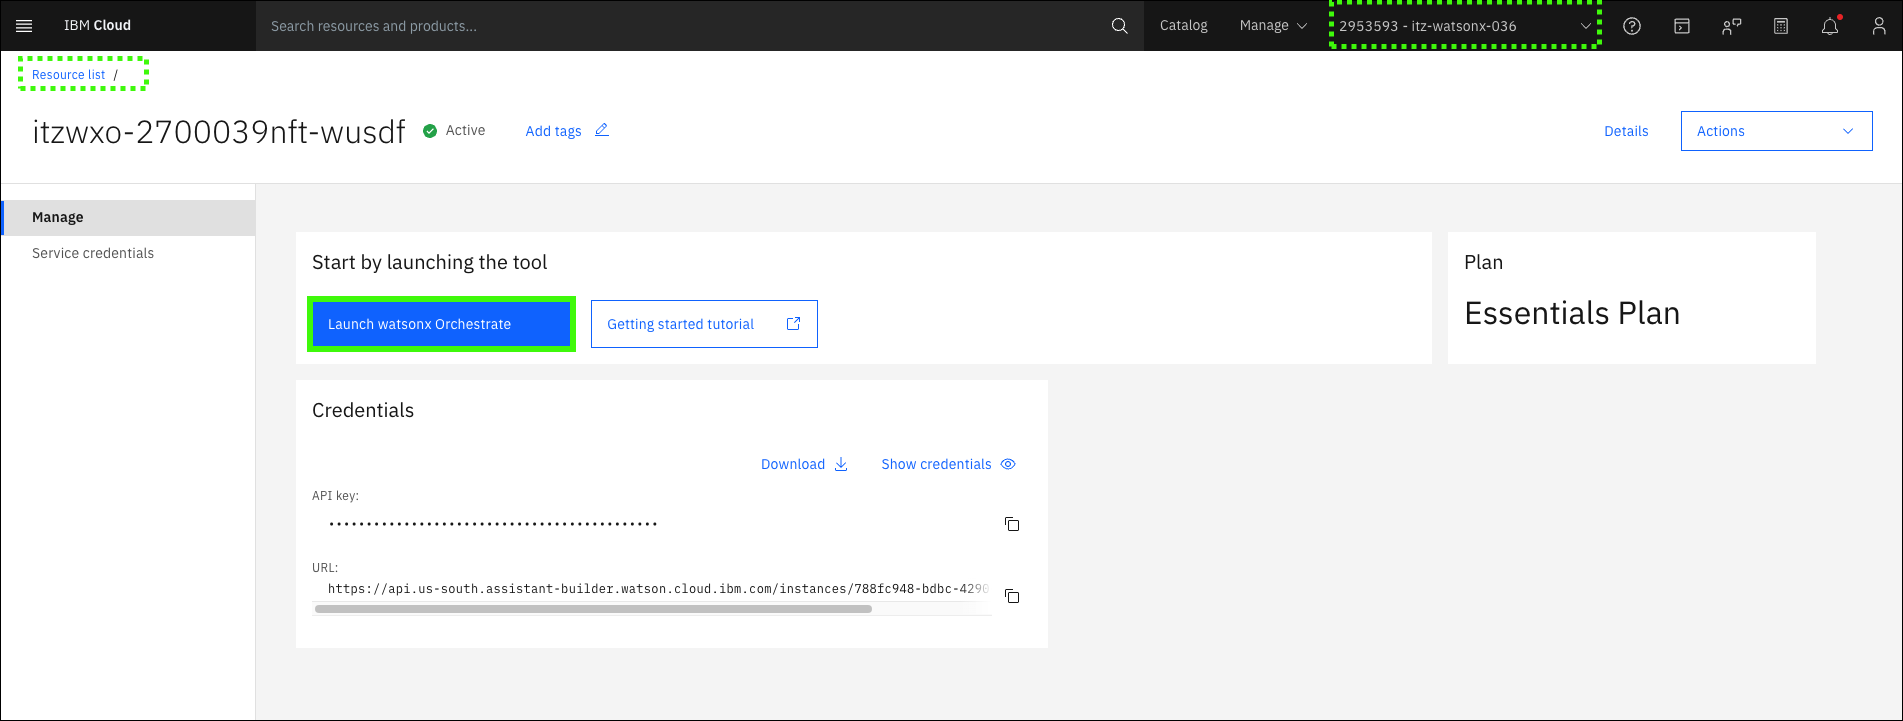 IBM Cloud
Search resources and products...
Catalog
Manage
2953593 - itz-watsonx-036
Resource list /
itzwxo-2700039nft-wusdf
Active
Add tags
Details
Actions
Manage
Service credentials
Start by launching the tool
Launch watsonx Orchestrate
Getting started tutorial
Plan
Essentials Plan
Credentials
Download
Show credentials
API key:
••••••••••••••••••••••••••••••••••••••••••••
URL:
https://api.us-south.assistant-builder.watson.cloud.ibm.com/instances/788fc948-bdbc-4290